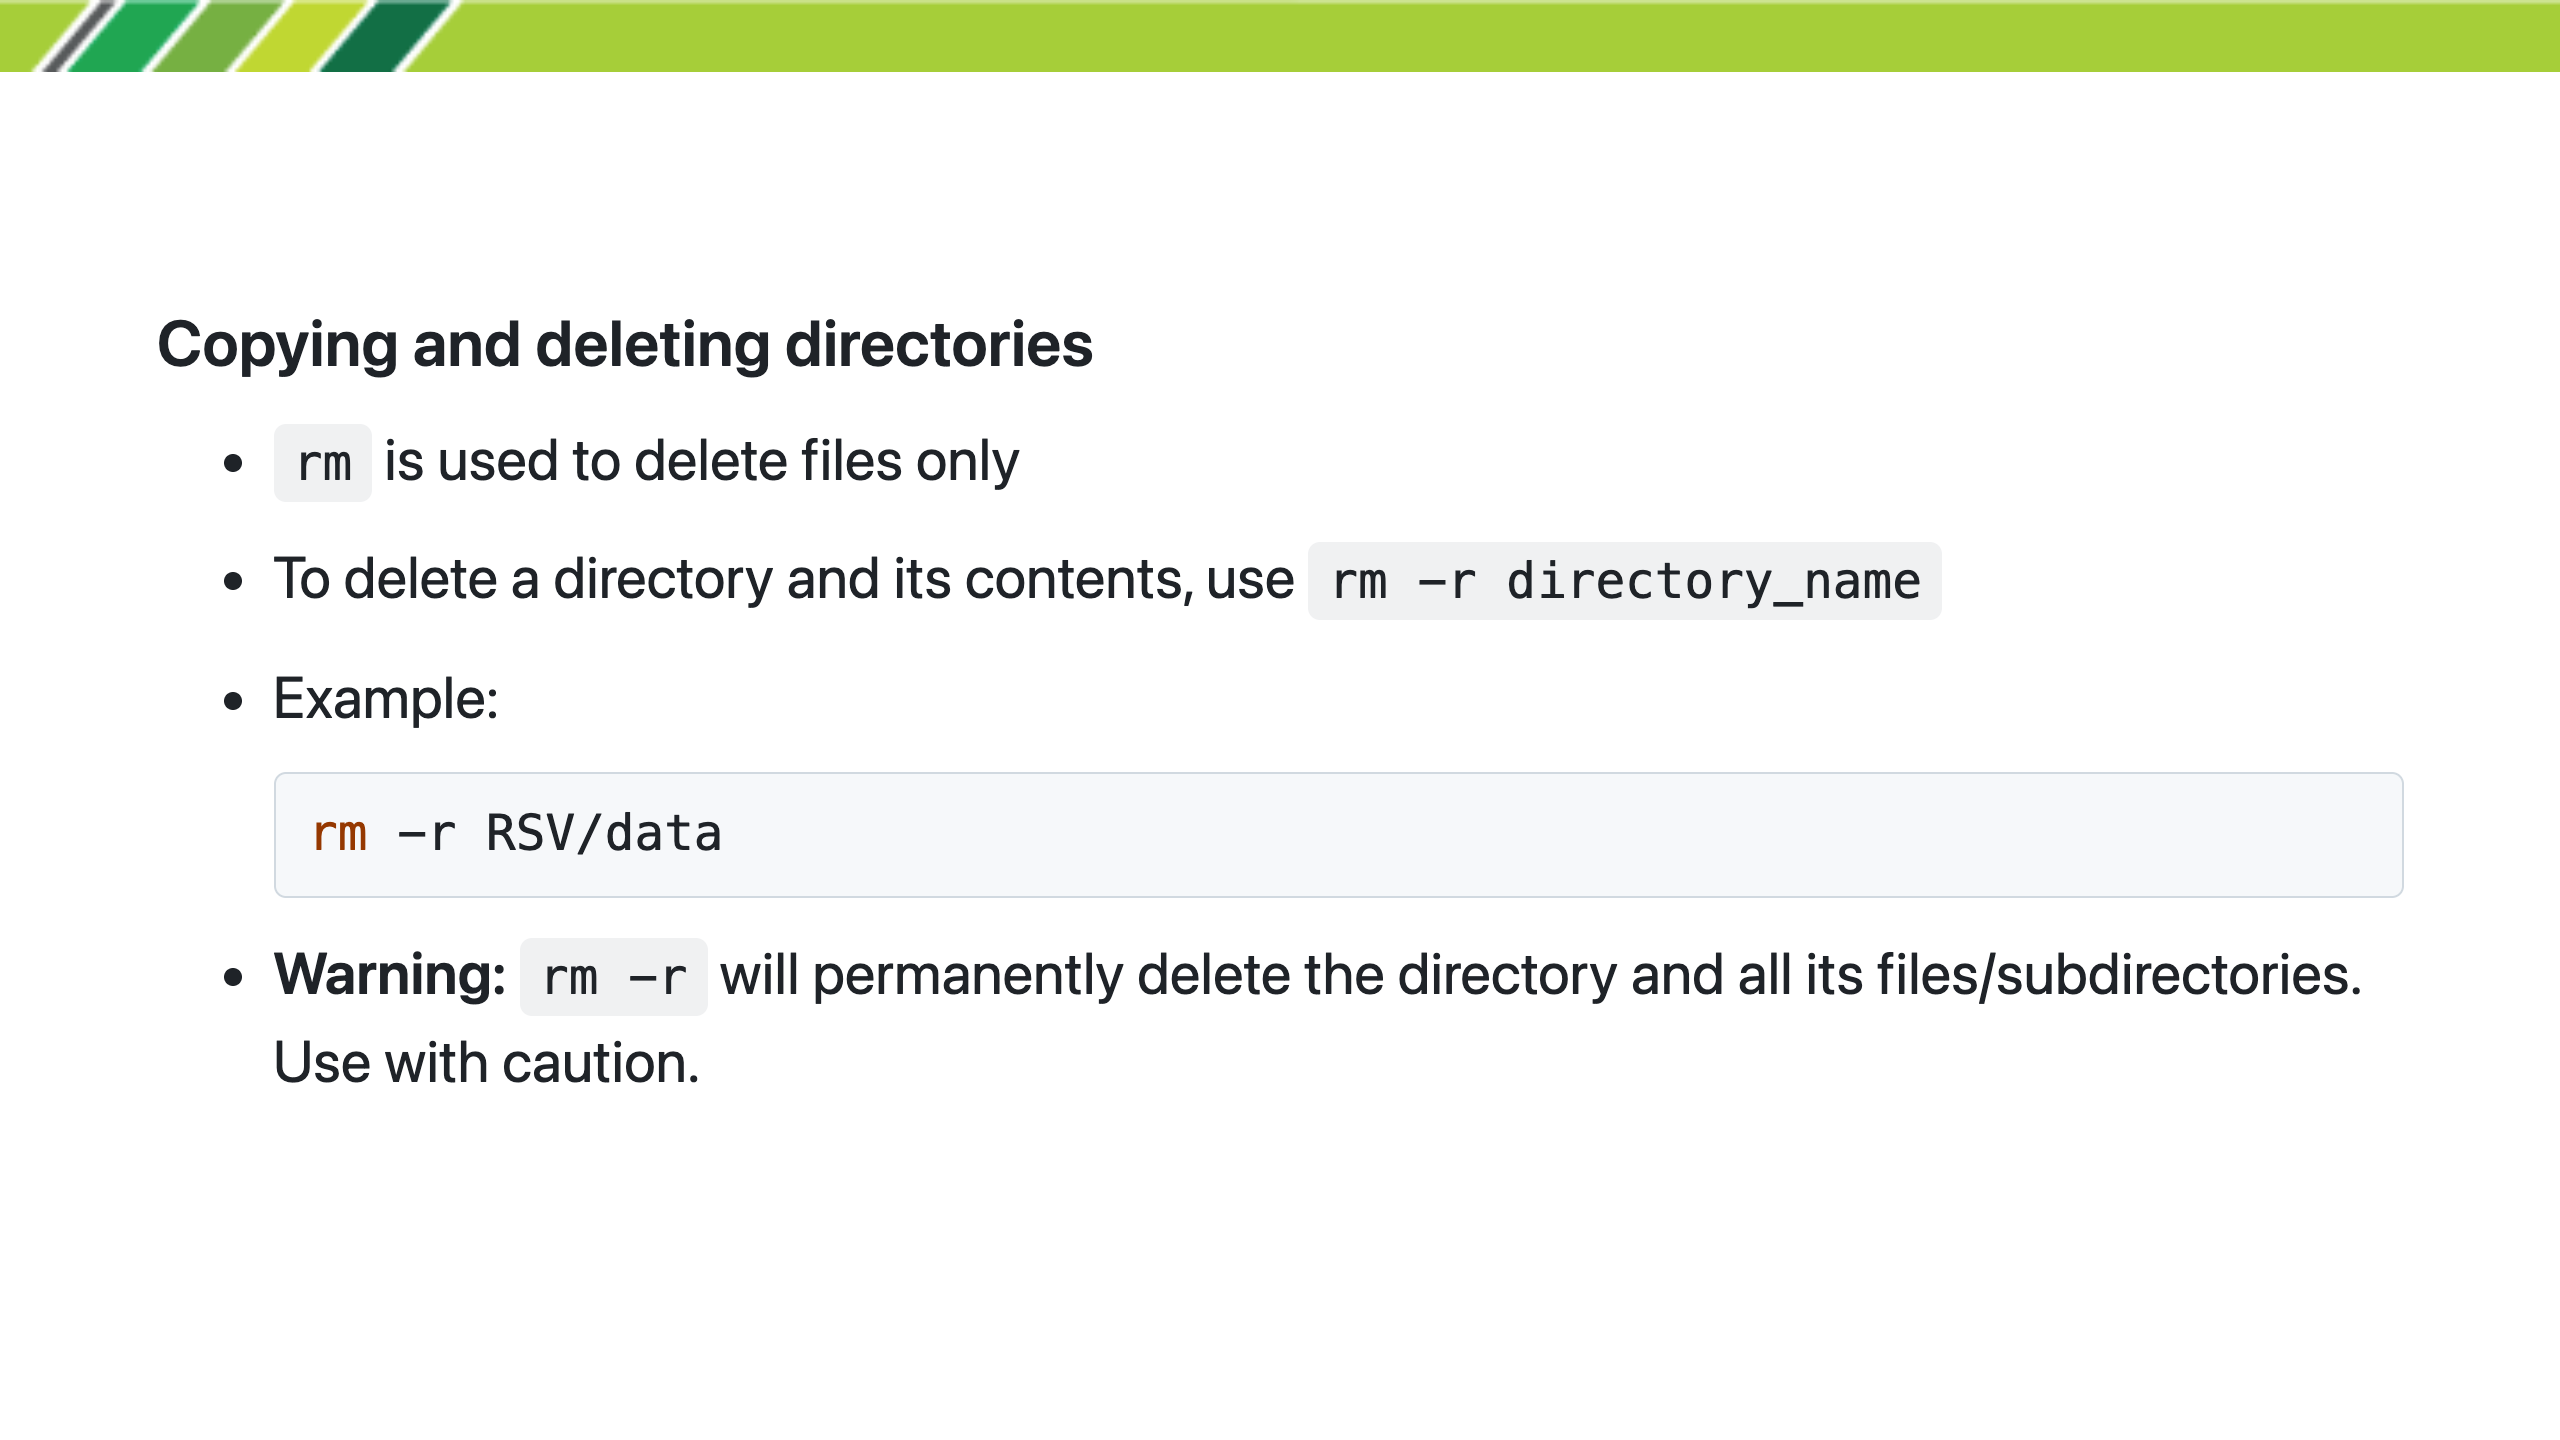 Copying and deleting directories
• rm is used to delete files only
• To delete a directory and its contents, use rm -r directory_name
• Example:
rm -r RSV/data
• Warning: rm -r will permanently delete the directory and all its files/subdirectories.
Use with caution.